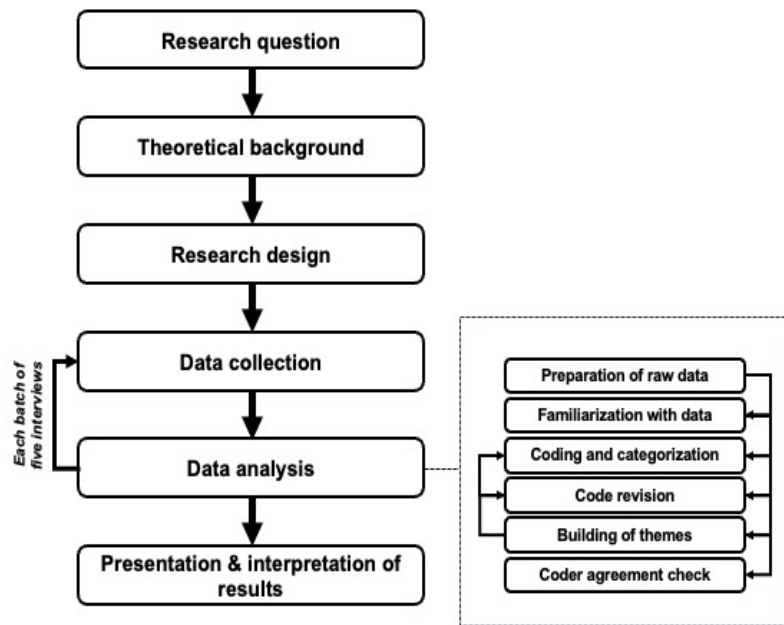 Research question
Theoretical background
Research design
Data collection
Each batch of
five interviews
Data analysis
Presentation & interpretation of
results
Preparation of raw data
Familiarization with data
Coding and categorization
Code revision
Building of themes
Coder agreement check